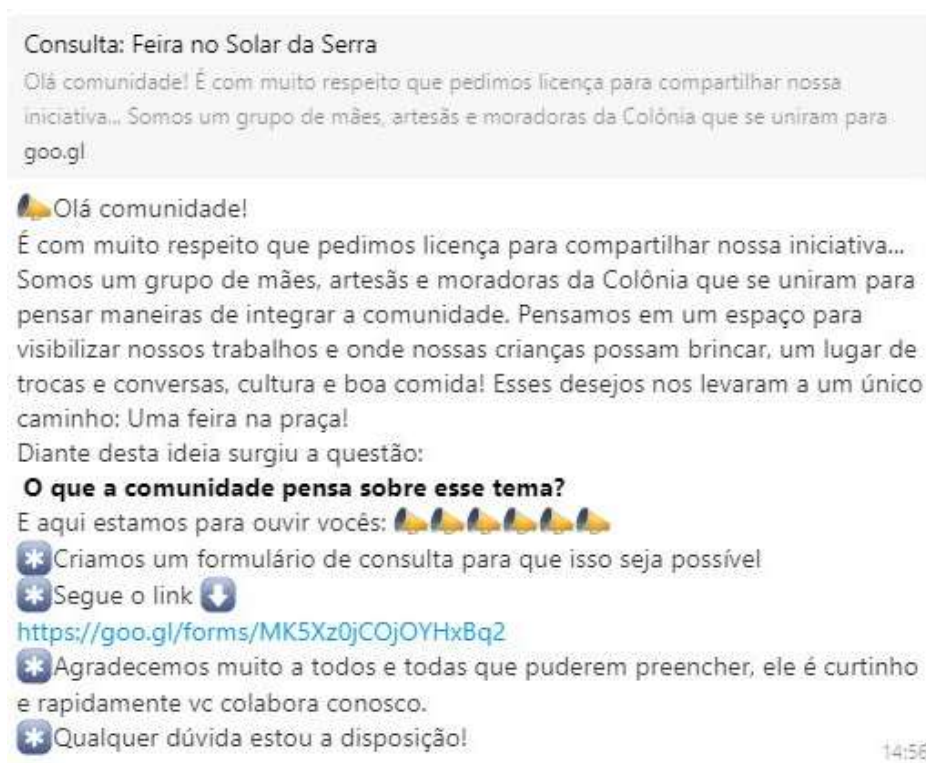 Consulta: Feira no Solar da Serra
Olá comunidade! É com muito respeito que pedimos licença para compartilhar nossa
iniciativa... Somos um grupo de mães, artesãs e moradoras da Colônia que se uniram para
goo.gl
Olá comunidade!
É com muito respeito que pedimos licença para compartilhar nossa iniciativa...
Somos um grupo de mães, artesãs e moradoras da Colônia que se uniram para
pensar maneiras de integrar a comunidade. Pensamos em um espaço para
visibilizar nossos trabalhos e onde nossas crianças possam brincar, um lugar de
trocas e conversas, cultura e boa comida! Esses desejos nos levaram a um único
caminho: Uma feira na praça!
Diante desta ideia surgiu a questão:
O que a comunidade pensa sobre esse tema?
E aqui estamos para ouvir vocês:
Criamos um formulário de consulta para que isso seja possível
Segue o link
https://goo.gl/forms/MK5Xz0jCOjOYHxBq2
Agradecemos muito a todos e todas que puderem preencher, ele é curtinho
e rapidamente vc colabora conosco.
Qualquer dúvida estou a disposição!
14:56